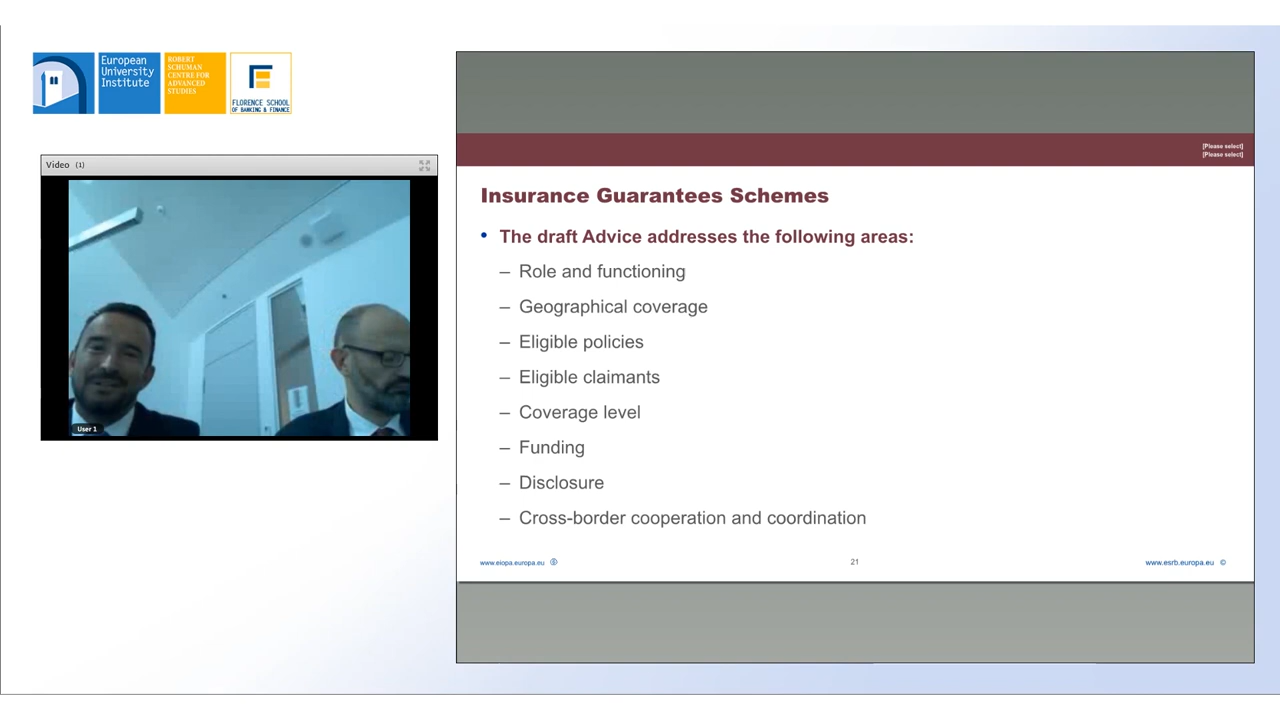 European
University
Institute
ROBERT
SCHUMAN
CENTRE FOR
ADVANCED
STUDIES
FLORENCE SCHOOL
OF BANKING & FINANCE
Video (1)
User 1
[Please select]
[Please select]
Insurance Guarantees Schemes
• The draft Advice addresses the following areas:
– Role and functioning
– Geographical coverage
– Eligible policies
– Eligible claimants
– Coverage level
– Funding
– Disclosure
– Cross-border cooperation and coordination
www.eiopa.europa.eu
21
www.esrb.europa.eu ©